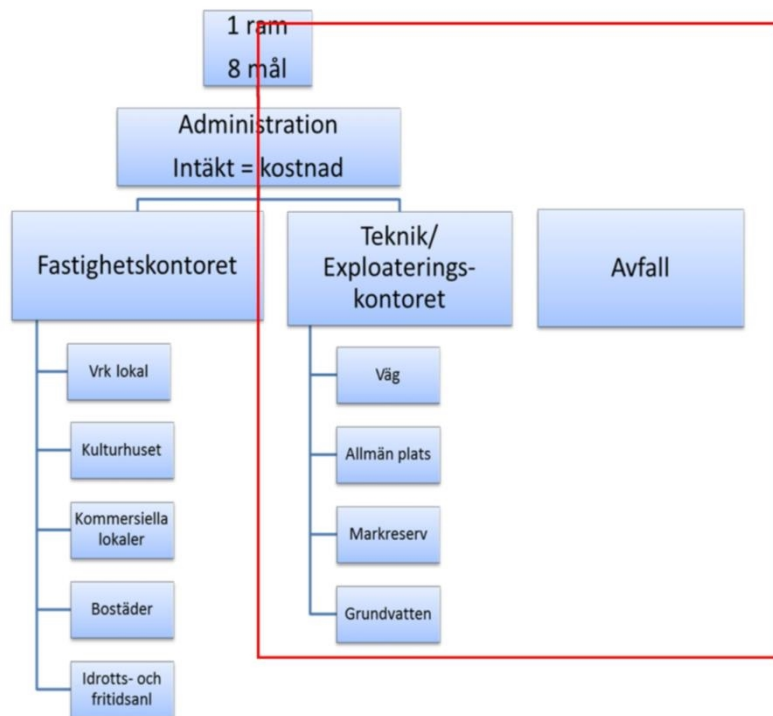 1 ram
8 mål
Administration
Intäkt = kostnad
Fastighetskontoret
Vrk lokal
Kulturhuset
Kommersiella
lokaler
Bostäder
Idrotts- och
fritidsanl
Teknik/
Exploaterings-
kontoret
Väg
Allmän plats
Markreserv
Grundvatten
Avfall